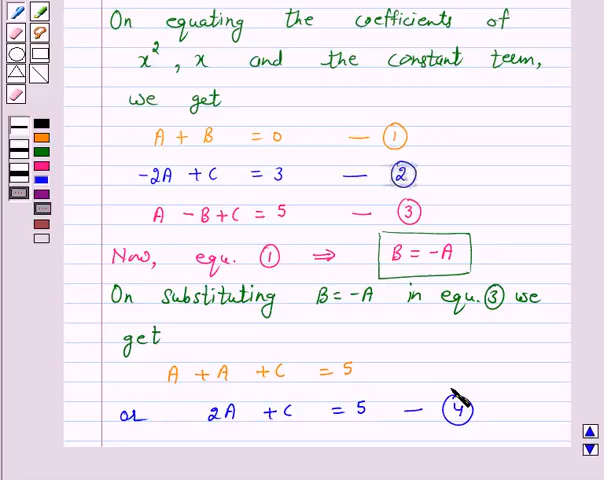 On equating the coefficients of
x², x and the constant term,
we get
A + B = 0 — ①
-2A + C = 3 — ②
A - B + C = 5 — ③
Now, equ. ① ⇒ B = -A
On substituting B = -A in equ. ③ we
get
A + A + C = 5
or 2A + C = 5 — ④